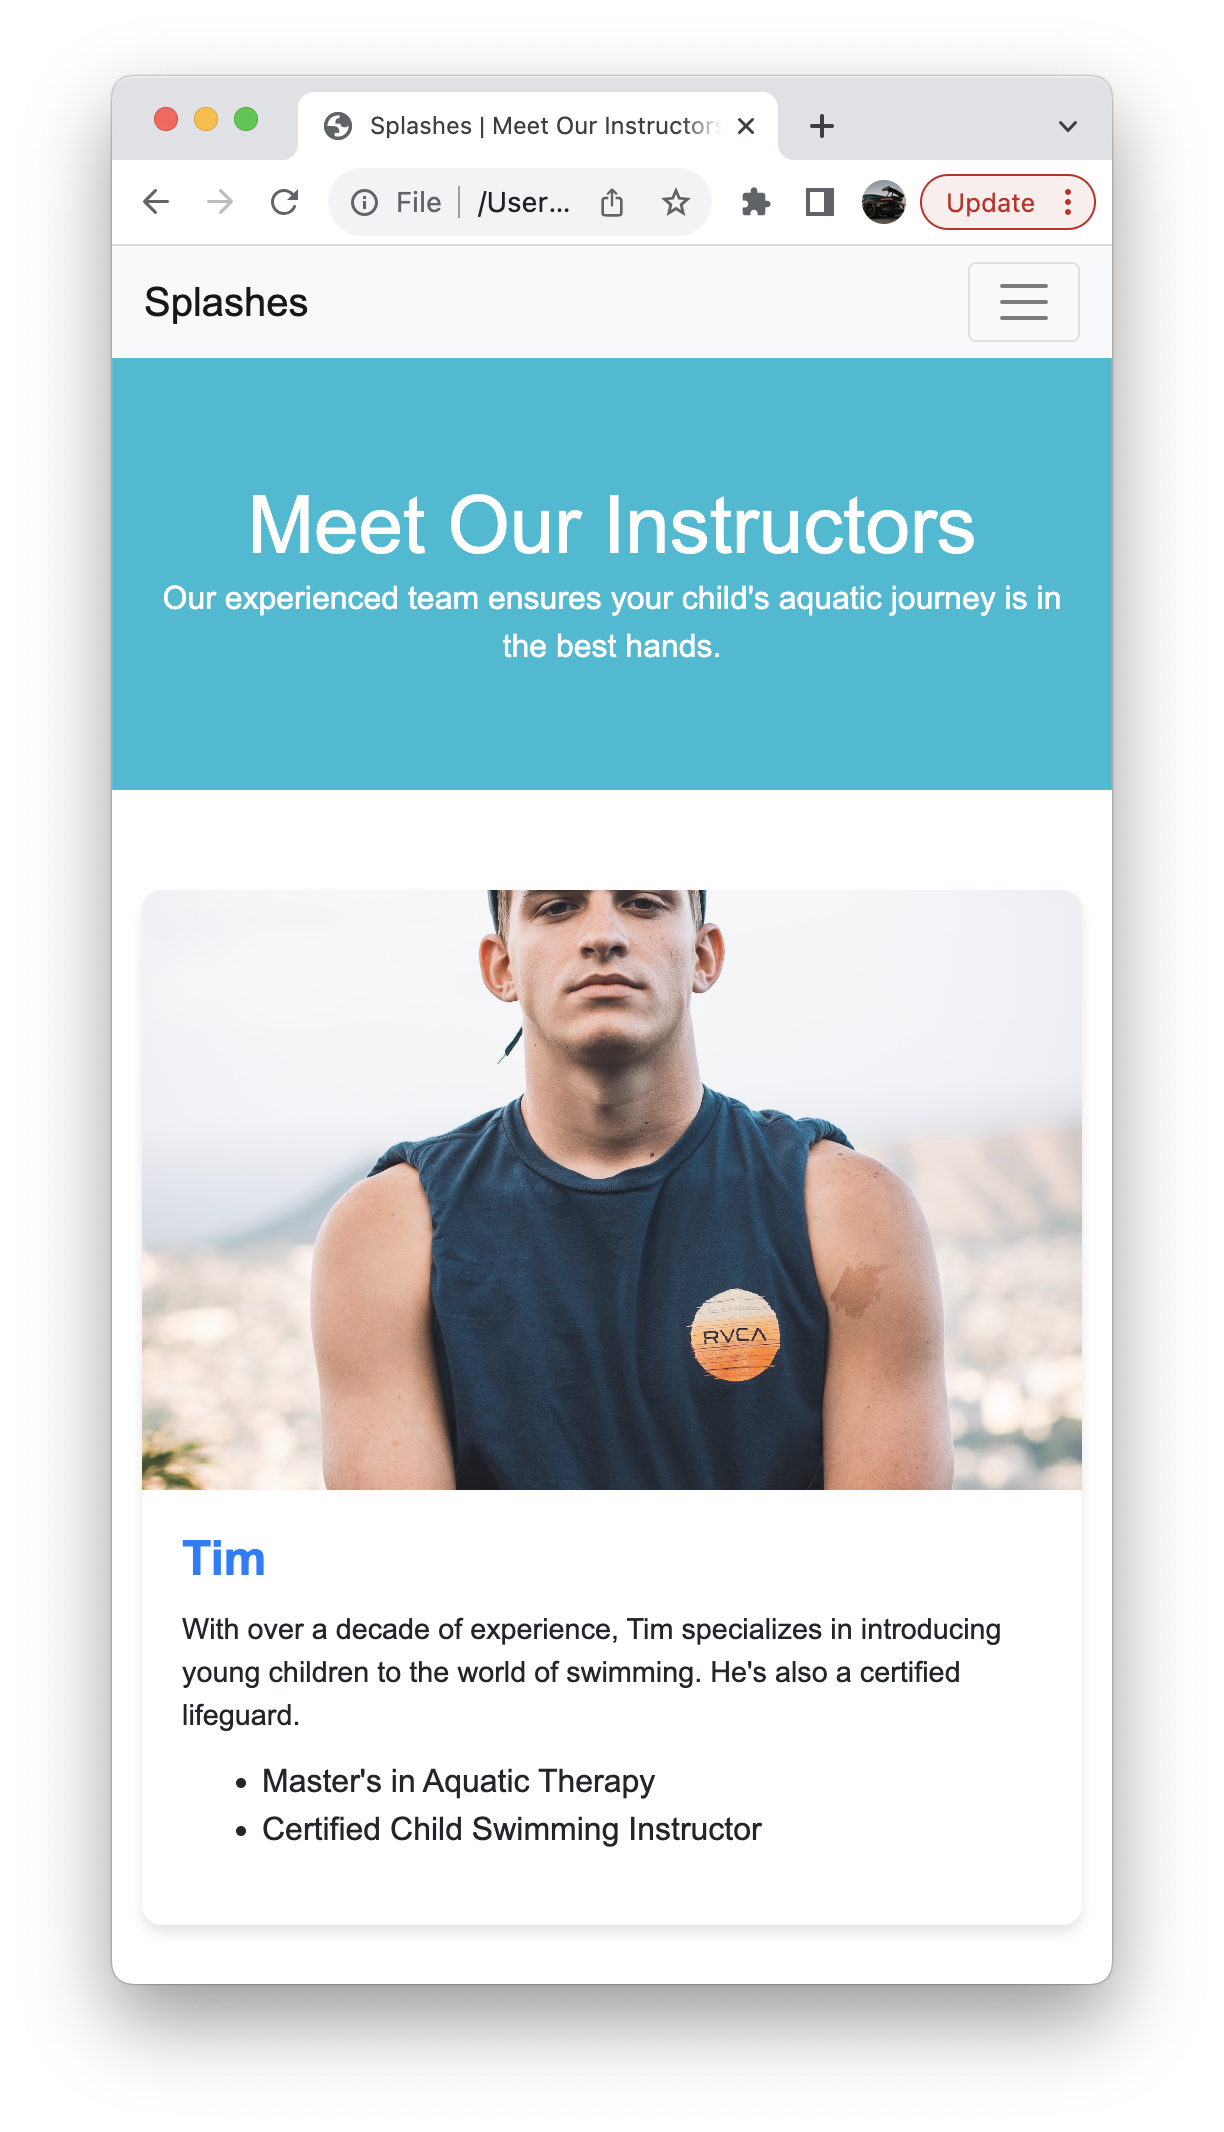 Splashes | Meet Our Instructors
File | /User...
Update
Splashes
Meet Our Instructors
Our experienced team ensures your child's aquatic journey is in
the best hands.
RVCA
Tim
With over a decade of experience, Tim specializes in introducing
young children to the world of swimming. He's also a certified
lifeguard.
• Master's in Aquatic Therapy
• Certified Child Swimming Instructor